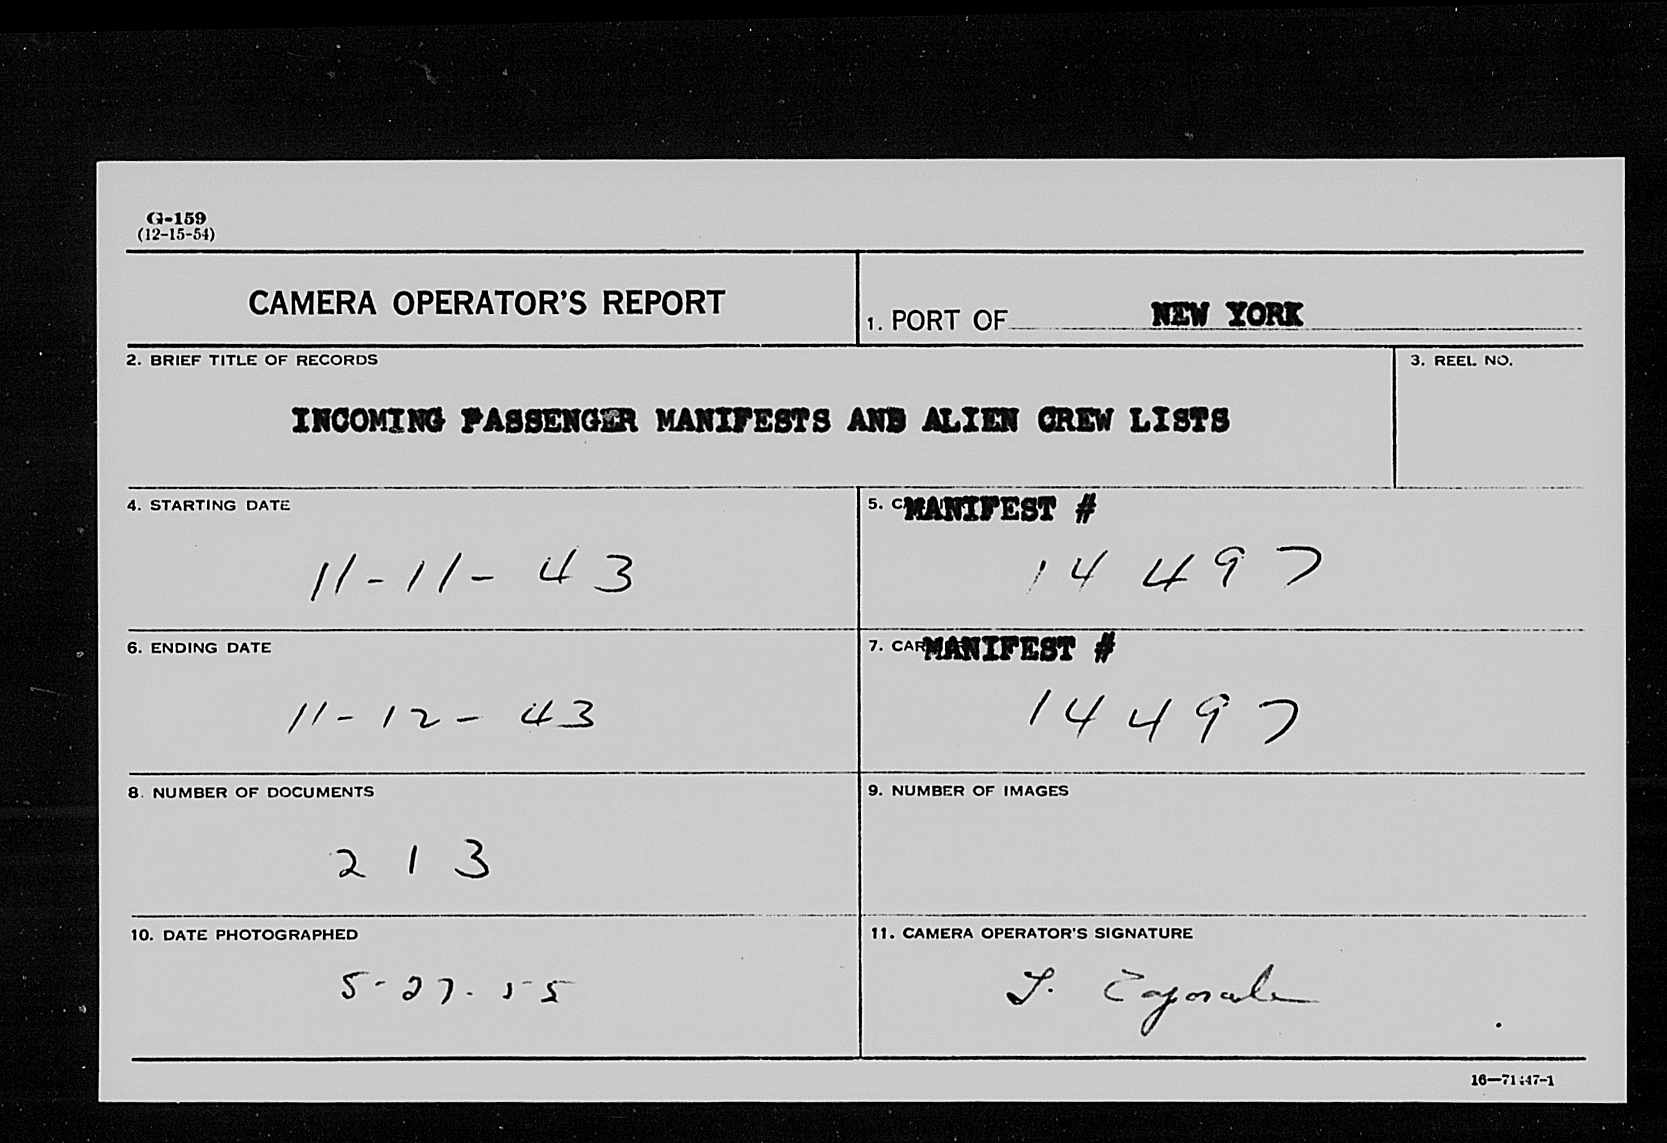 G-159
(12-15-54)
CAMERA OPERATOR'S REPORT
1. PORT OF NEW YORK
2. BRIEF TITLE OF RECORDS
3. REEL NO.
INCOMING PASSENGER MANIFESTS AND ALIEN CREW LISTS
4. STARTING DATE
5. MANIFEST #
11-11-43
14497
6. ENDING DATE
7. CAR MANIFEST #
11-12-43
14497
8. NUMBER OF DOCUMENTS
9. NUMBER OF IMAGES
213
10. DATE PHOTOGRAPHED
11. CAMERA OPERATOR'S SIGNATURE
5-27-55